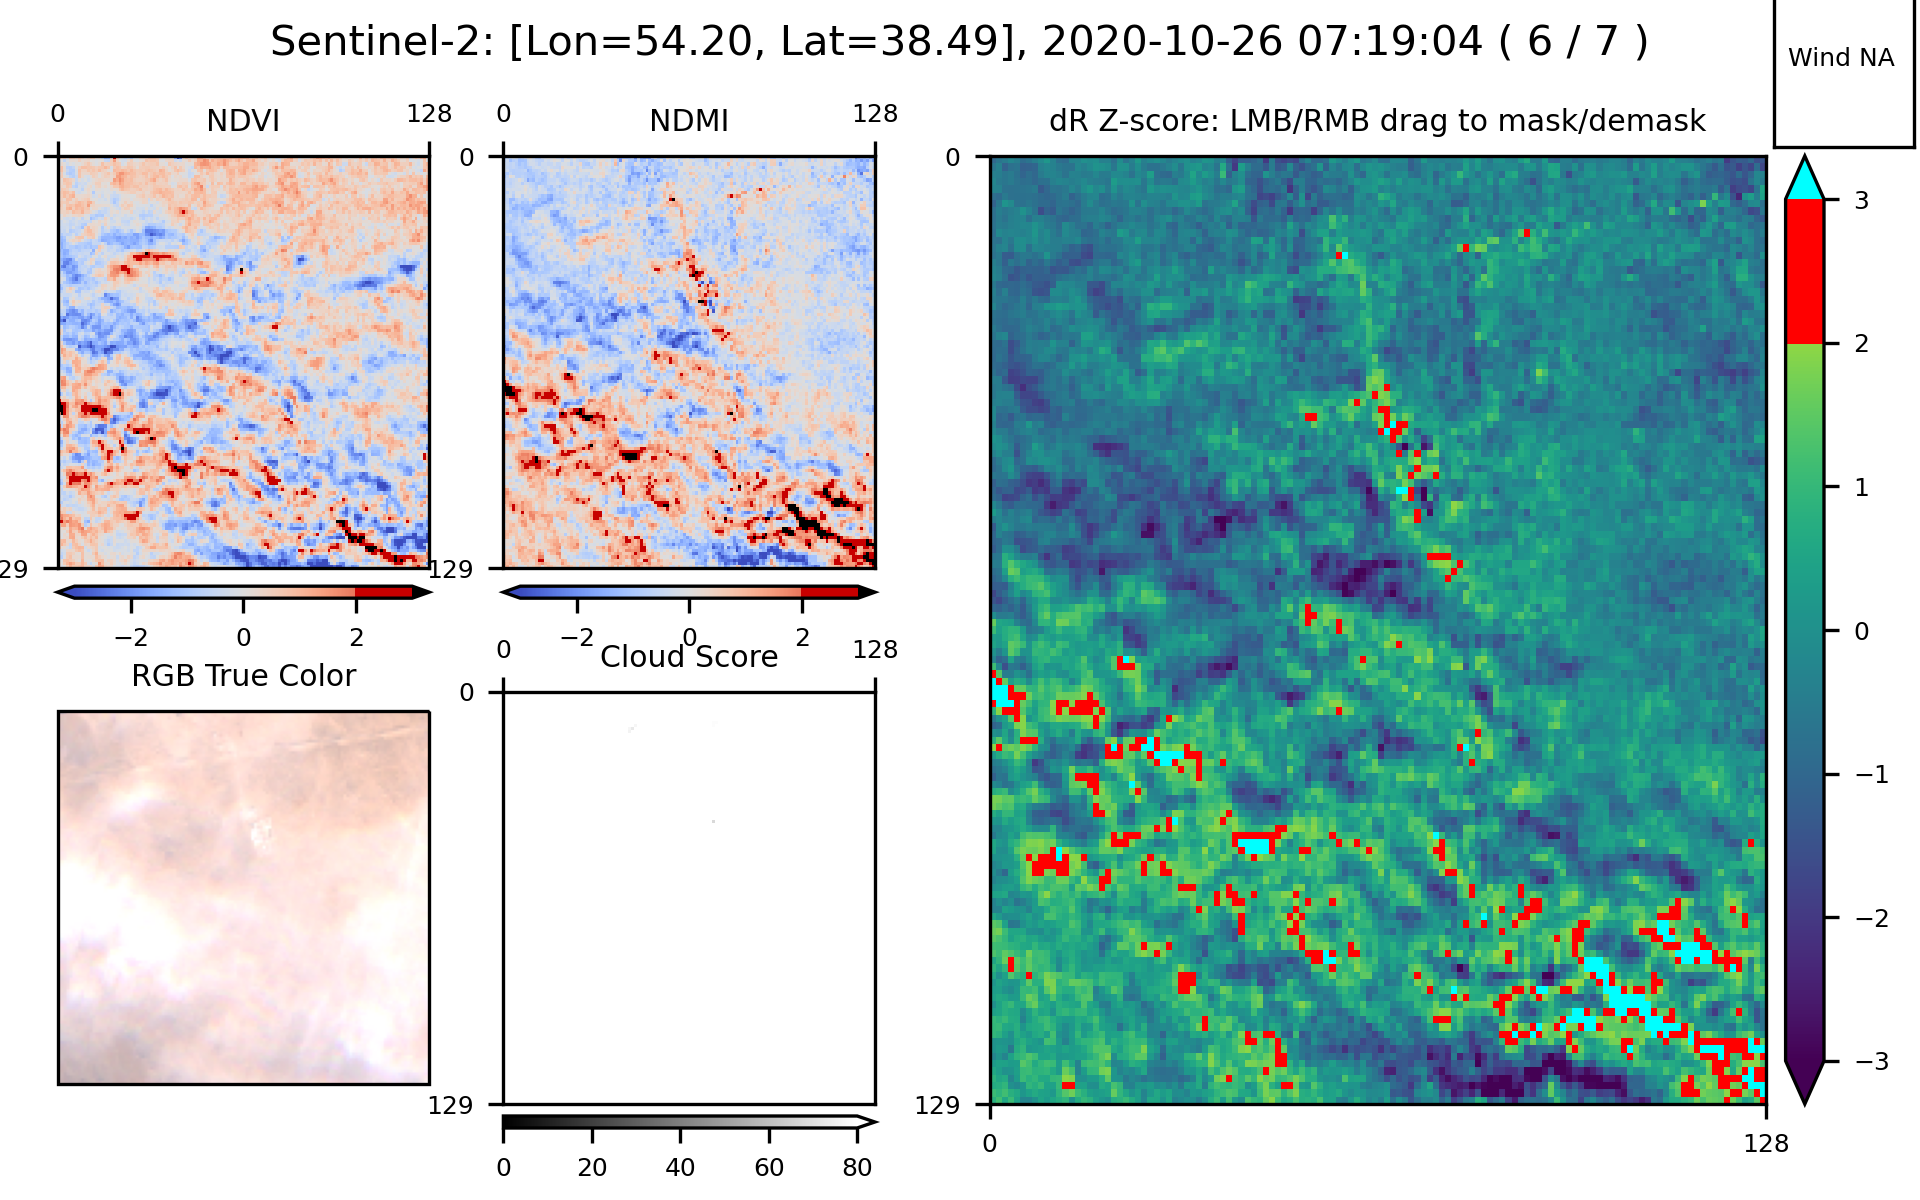 Sentinel-2: [Lon=54.20, Lat=38.49], 2020-10-26 07:19:04 ( 6 / 7 )
Wind NA
NDVI
0 128
0
29
−2 0 2
NDMI
0 128
0
129
−2 0 2
RGB True Color
Cloud Score
0 128
0
129
0 20 40 60 80
dR Z-score: LMB/RMB drag to mask/demask
0
129
0 128
3
2
1
0
−1
−2
−3